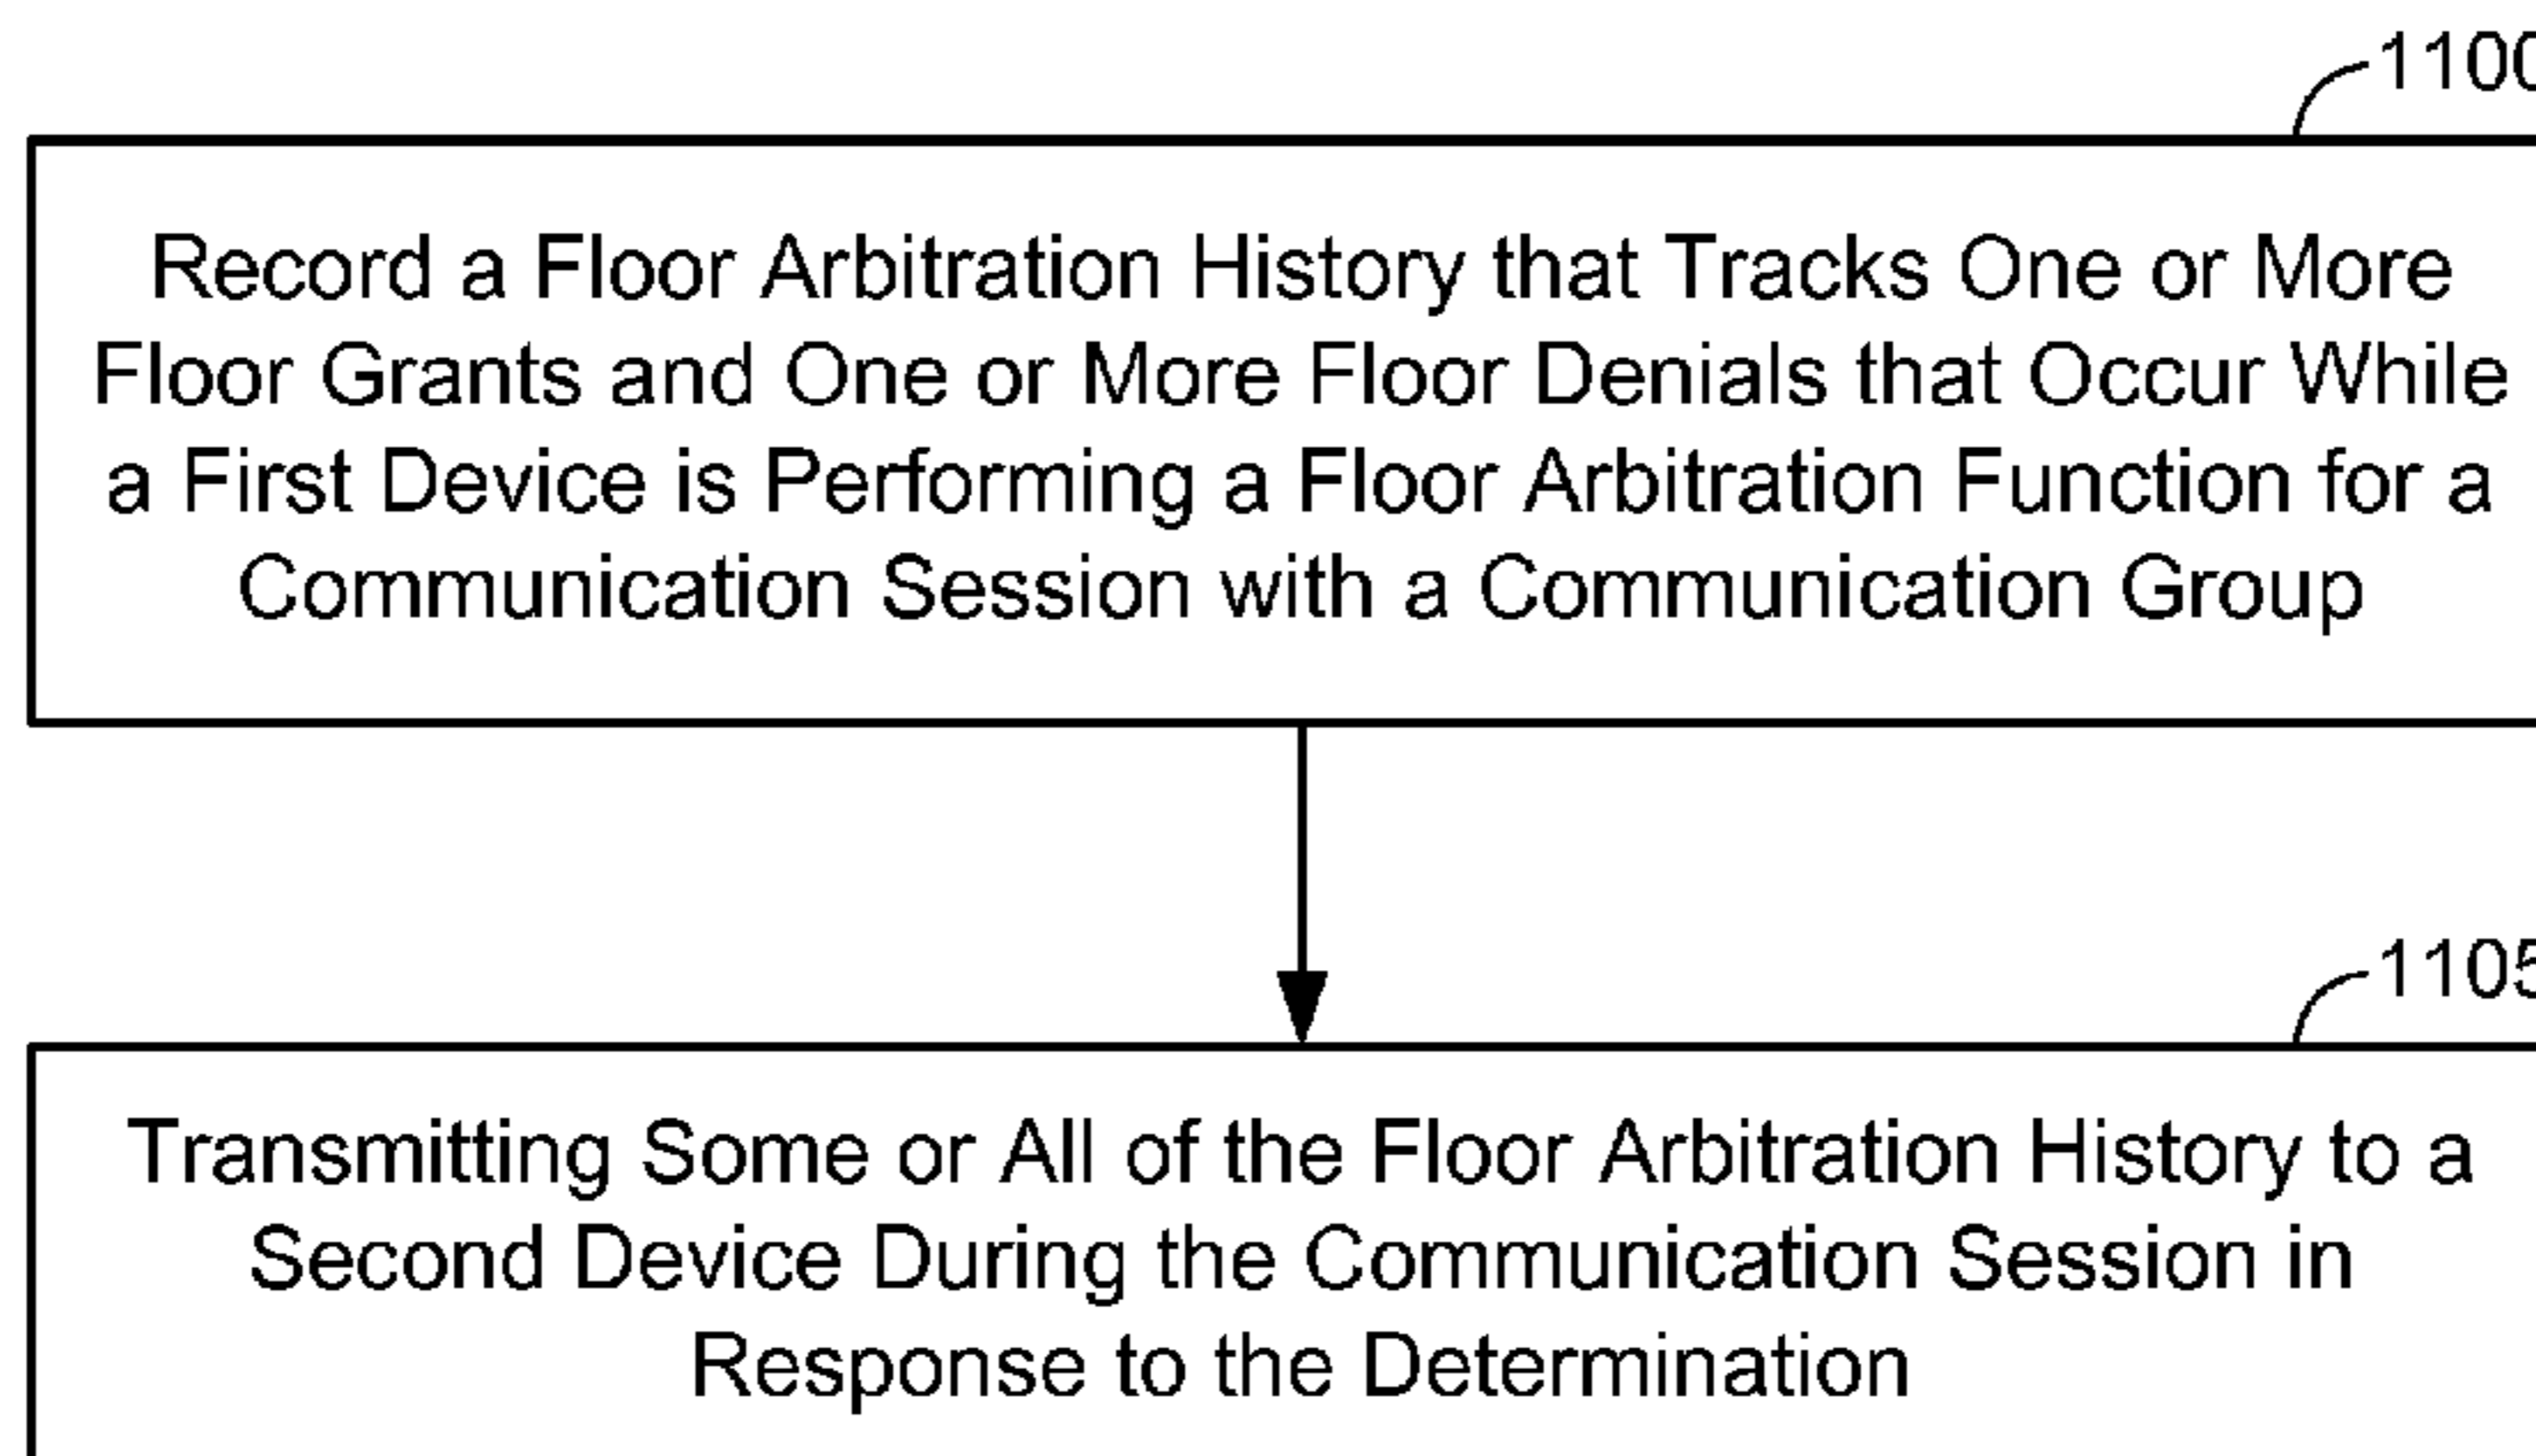 1100
Record a Floor Arbitration History that Tracks One or More
Floor Grants and One or More Floor Denials that Occur While
a First Device is Performing a Floor Arbitration Function for a
Communication Session with a Communication Group
1105
Transmitting Some or All of the Floor Arbitration History to a
Second Device During the Communication Session in
Response to the Determination